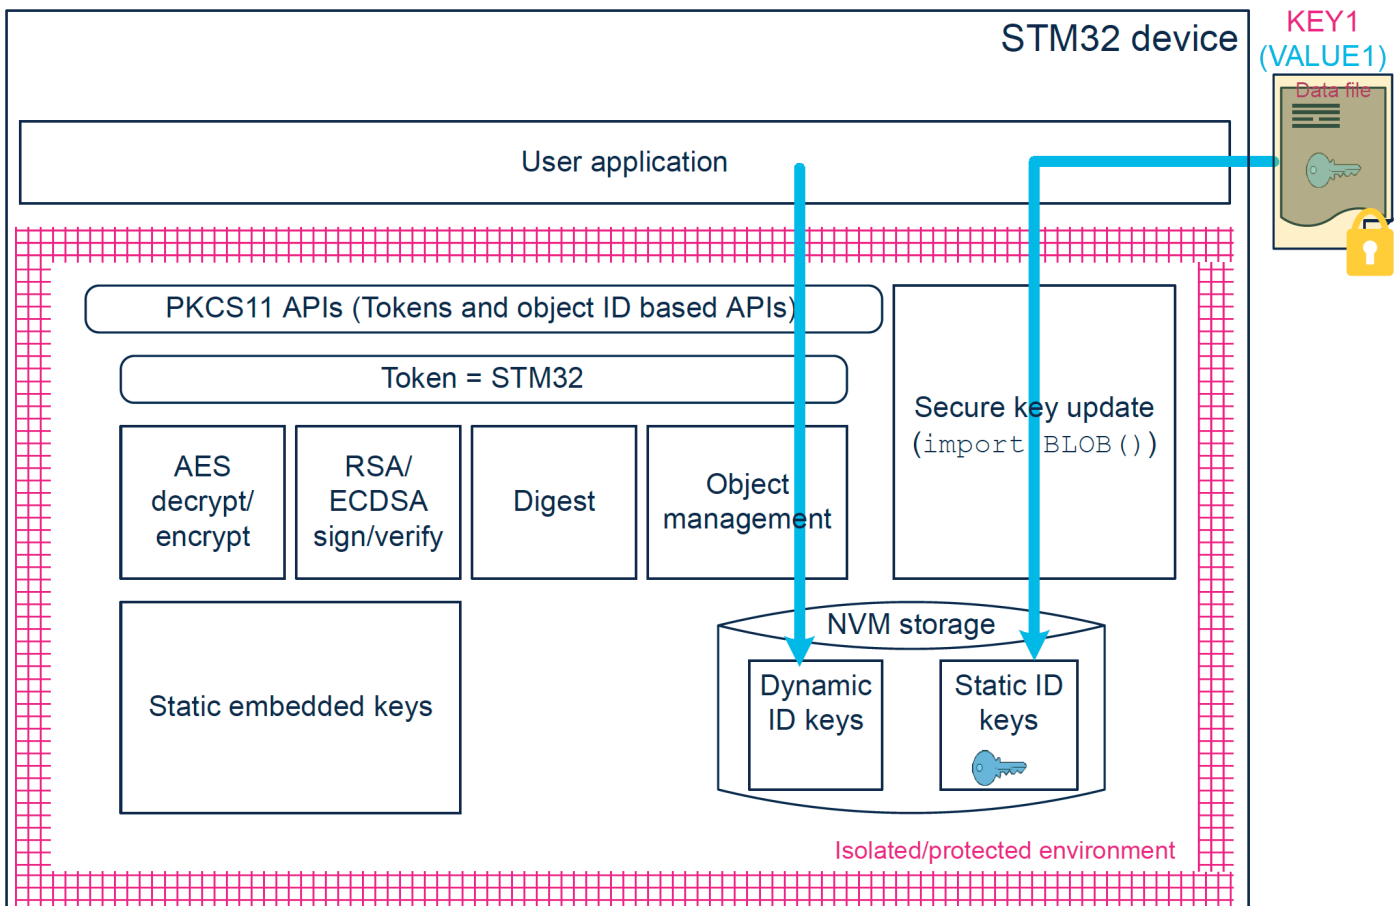 STM32 device
KEY1
(VALUE1)
Data file
User application
PKCS11 APIs (Tokens and object ID based APIs)
Token = STM32
AES
decrypt/
encrypt
RSA/
ECDSA
sign/verify
Digest
Object
management
Secure key update
(import BLOB())
Static embedded keys
NVM storage
Dynamic
ID keys
Static ID
keys
Isolated/protected environment